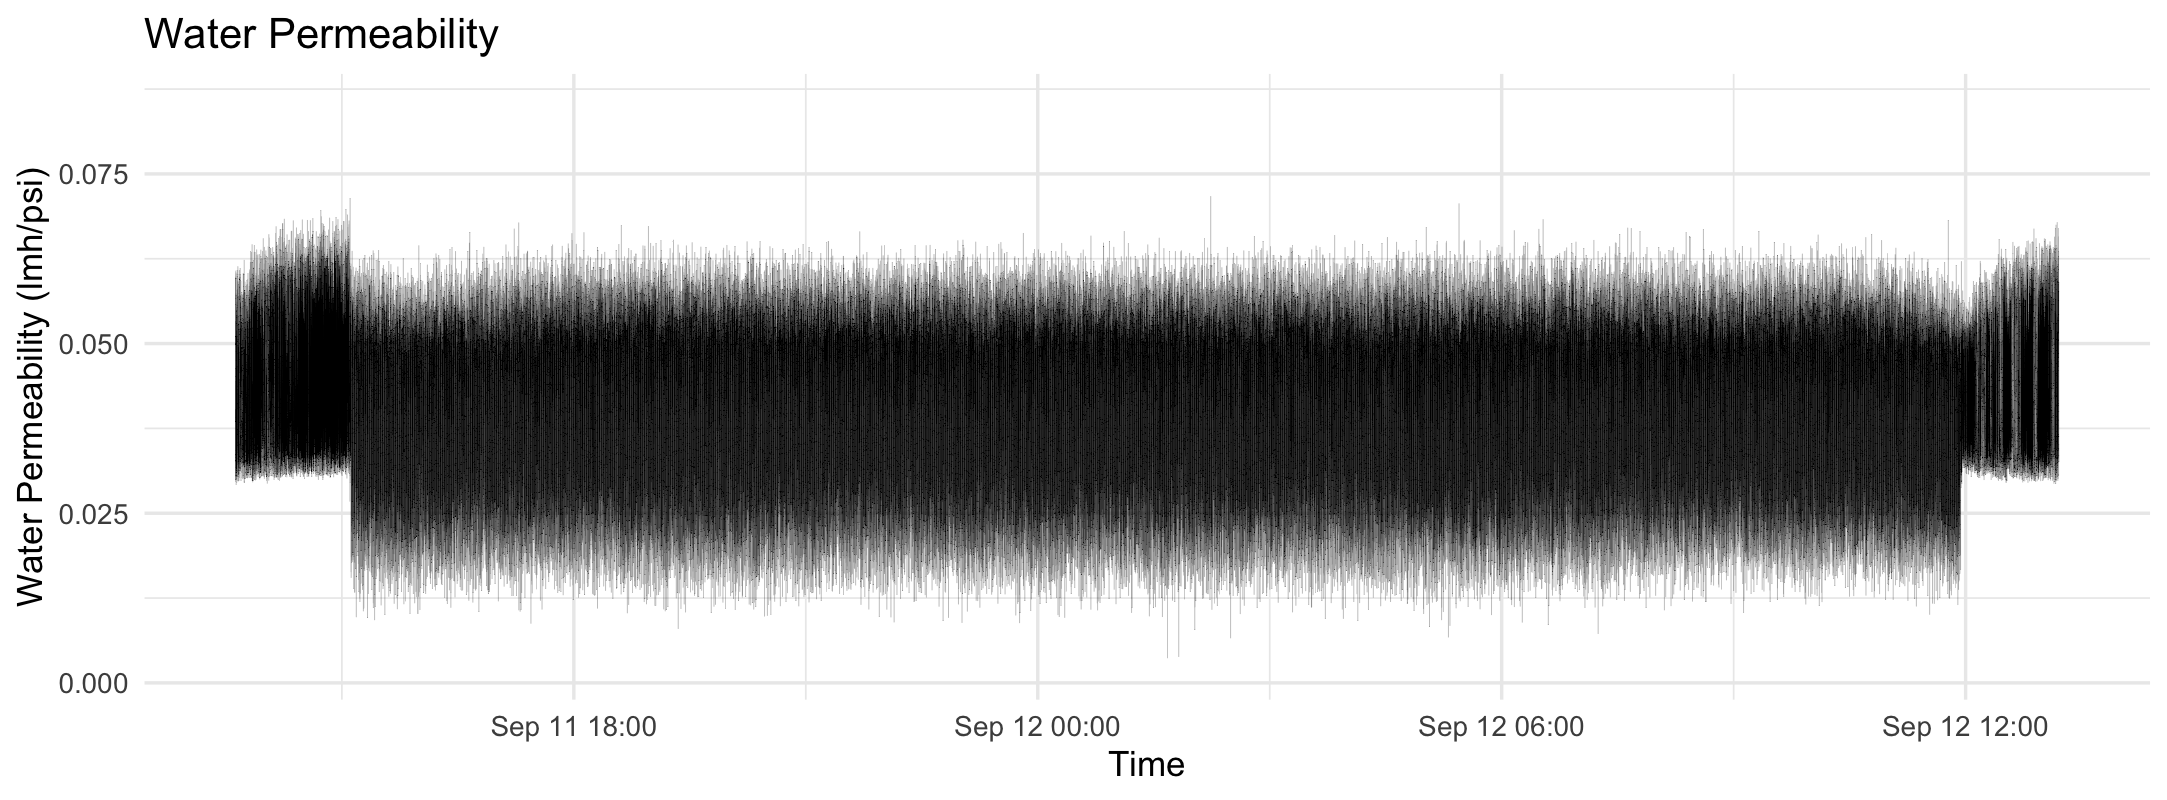 Water Permeability
Water Permeability (lmh/psi)
0.075
0.050
0.025
0.000
Sep 11 18:00
Sep 12 00:00
Sep 12 06:00
Sep 12 12:00
Time